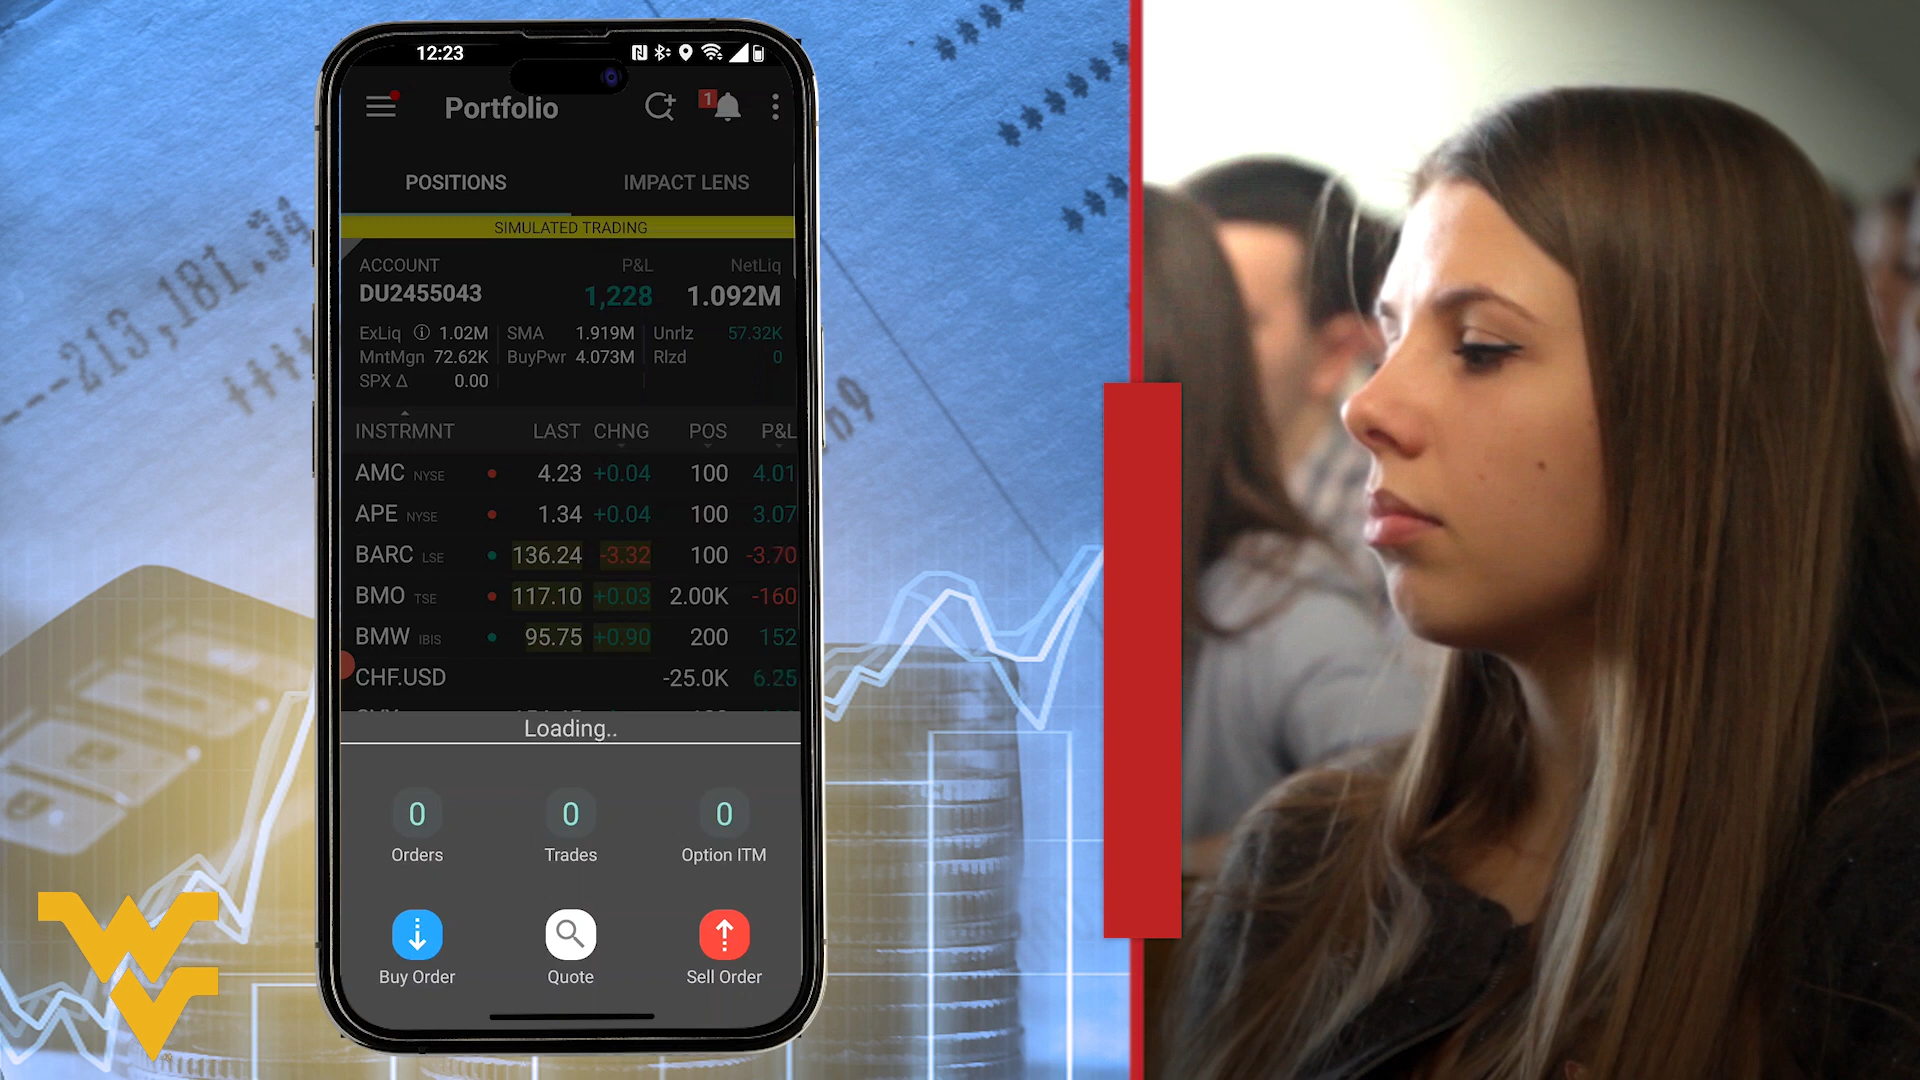 12:23
Portfolio
1
POSITIONS IMPACT LENS
SIMULATED TRADING
ACCOUNT P&L NetLiq
DU2455043 1,228 1.092M
ExLiq 1.02M SMA 1.919M Unrlz 57.32K
MntMgn 72.62K BuyPwr 4.073M Rlzd 0
SPX Δ 0.00
INSTRMNT LAST CHNG POS P&L
AMC NYSE 4.23 +0.04 100 4.01
APE NYSE 1.34 +0.04 100 3.07
BARC LSE 136.24 -3.32 100 -3.70
BMO TSE 117.10 +0.03 2.00K -160
BMW IBIS 95.75 +0.90 200 152
CHF.USD -25.0K 6.25
Loading..
0 0 0
Orders Trades Option ITM
Buy Order Quote Sell Order
---213,181.39
WV